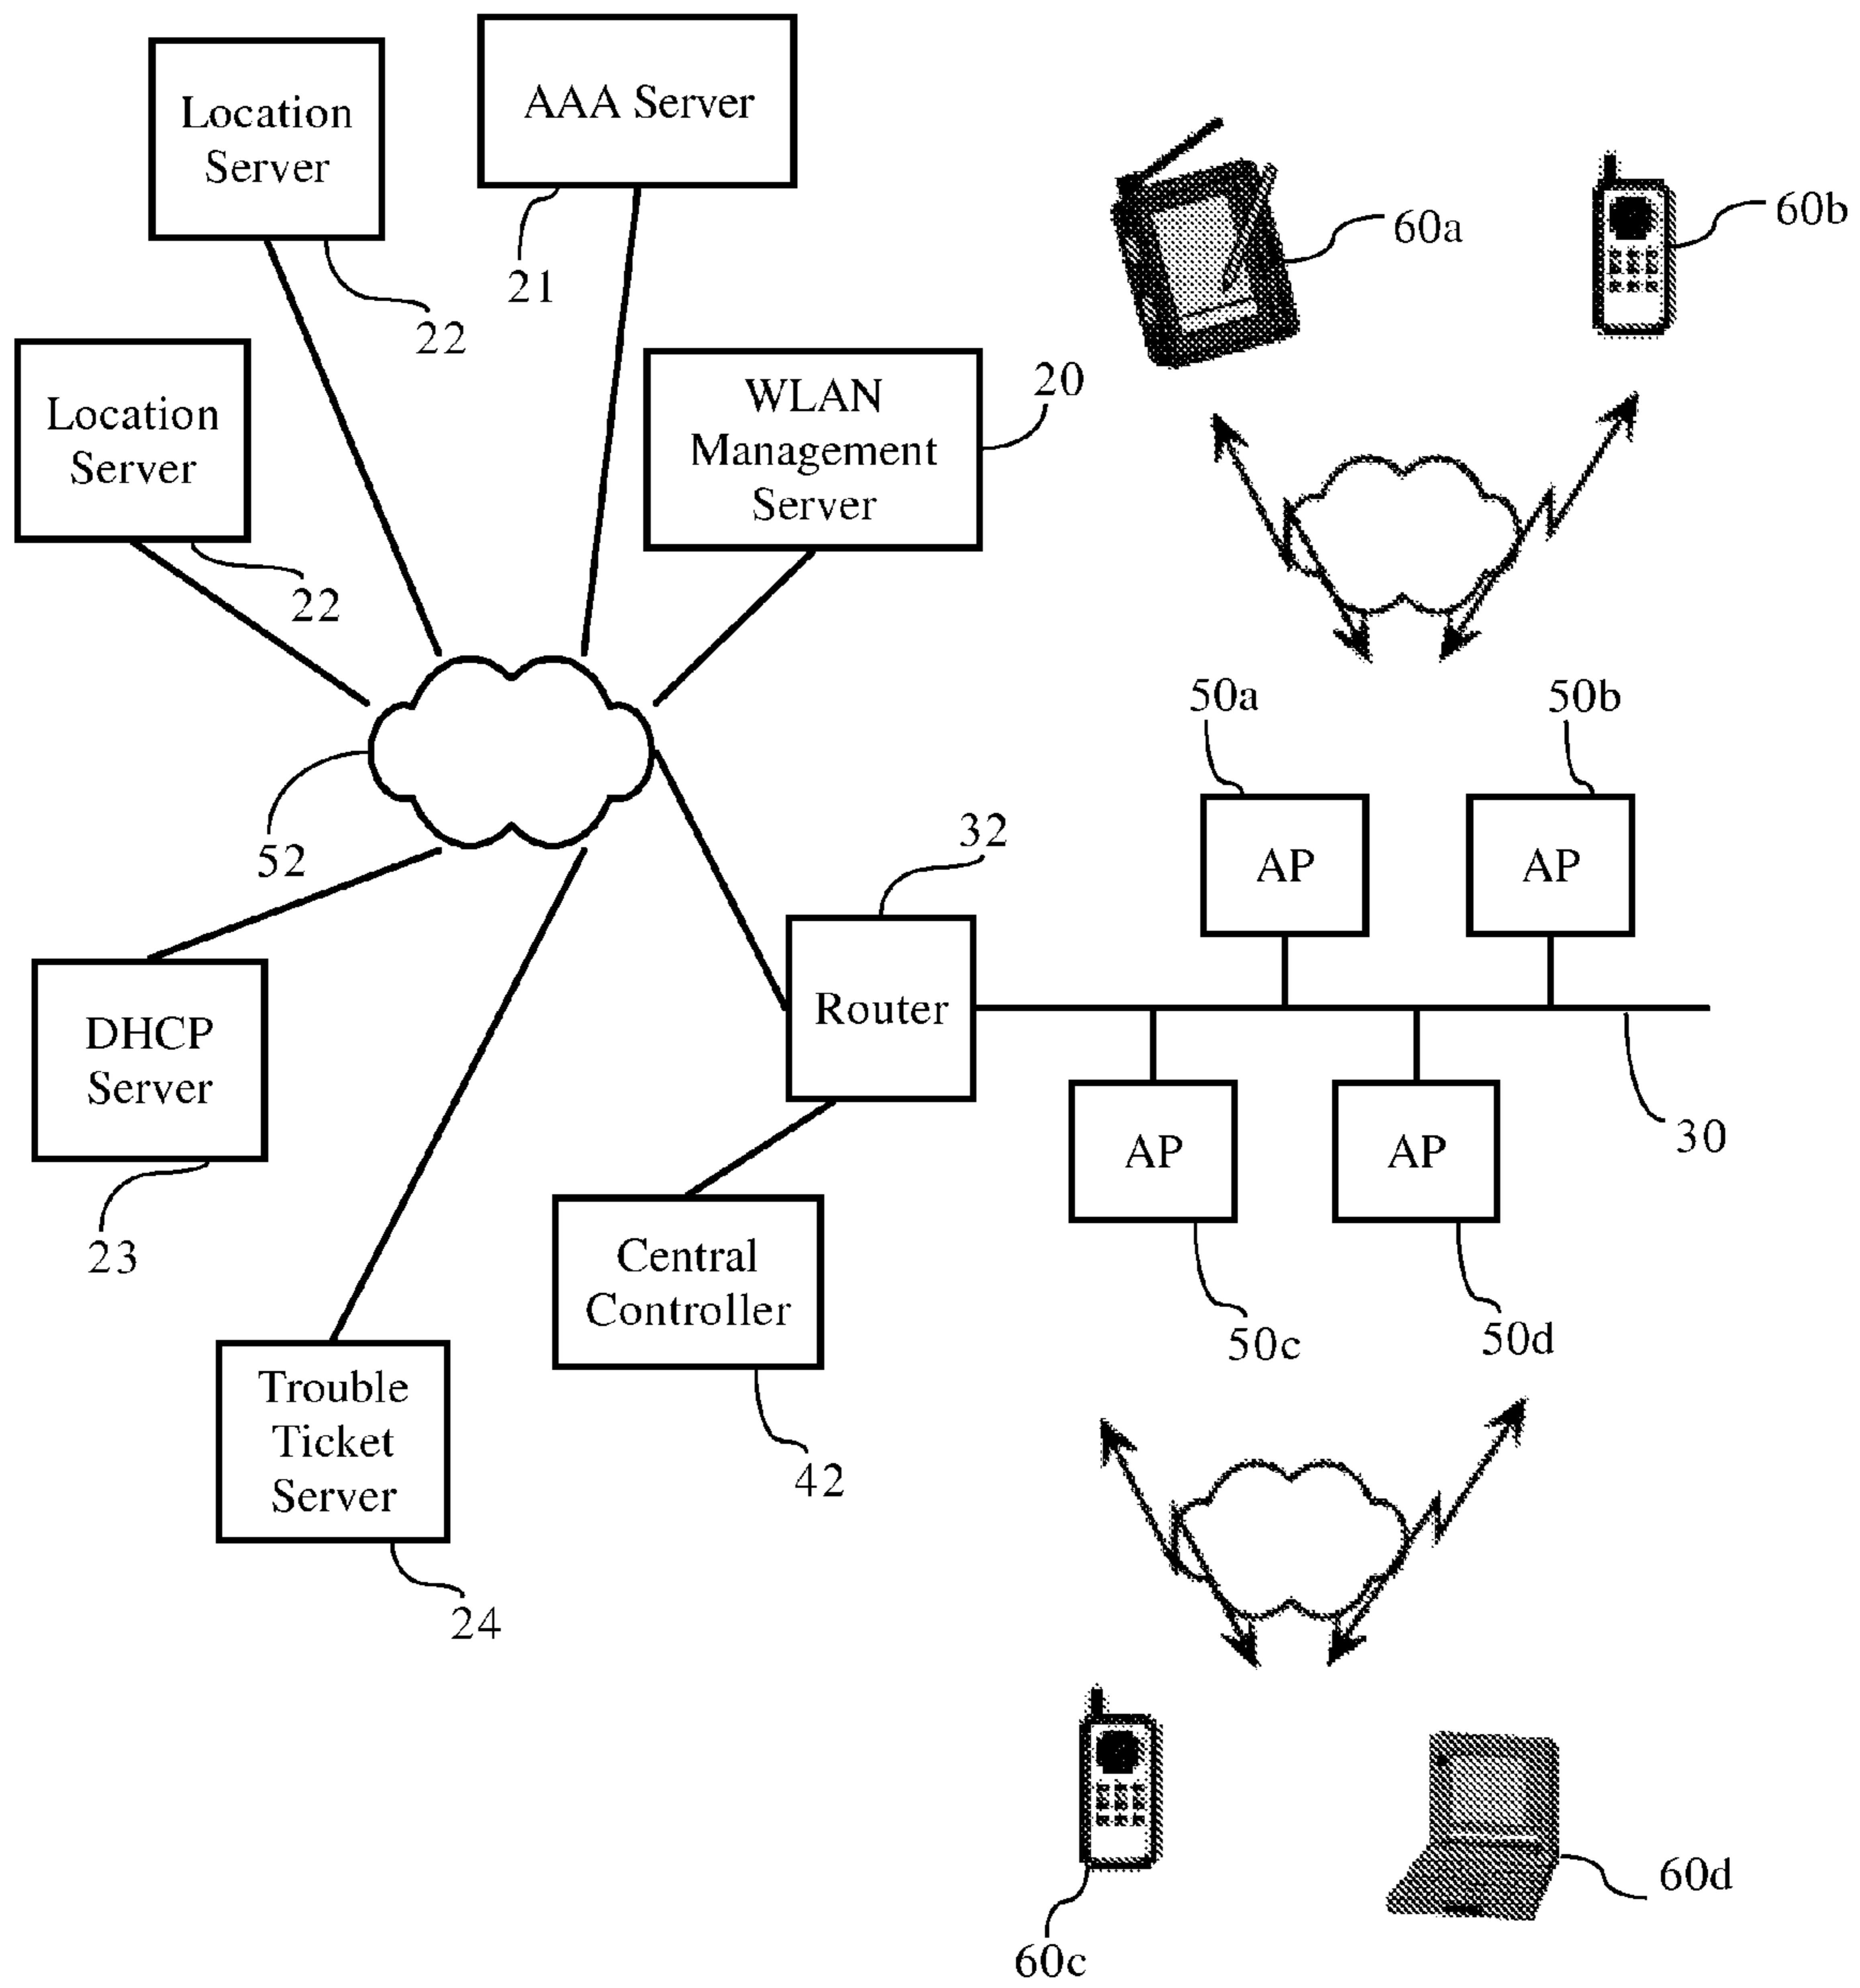 AAA Server
Location
Server
21
22
60a
60b
Location
Server
22
WLAN
Management
Server
20
52
50a
50b
32
AP
AP
Router
DHCP
Server
23
AP
AP
30
Central
Controller
42
50c
50d
Trouble
Ticket
Server
24
60c
60d